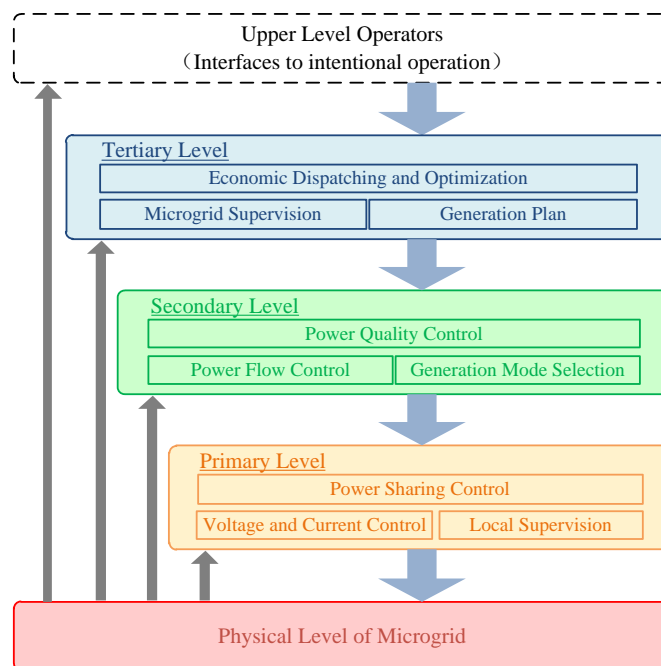 Upper Level Operators
（Interfaces to intentional operation）
Tertiary Level
Economic Dispatching and Optimization
Microgrid Supervision
Generation Plan
Secondary Level
Power Quality Control
Power Flow Control
Generation Mode Selection
Primary Level
Power Sharing Control
Voltage and Current Control
Local Supervision
Physical Level of Microgrid